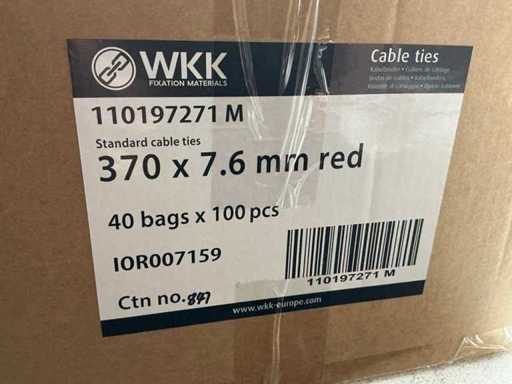 WKK
FIXATION MATERIALS
Cable ties
110197271 M
Standard cable ties
370 x 7.6 mm red
40 bags x 100 pcs
IOR007159
110197271 M
Ctn no. 847
www.wkk-europe.com